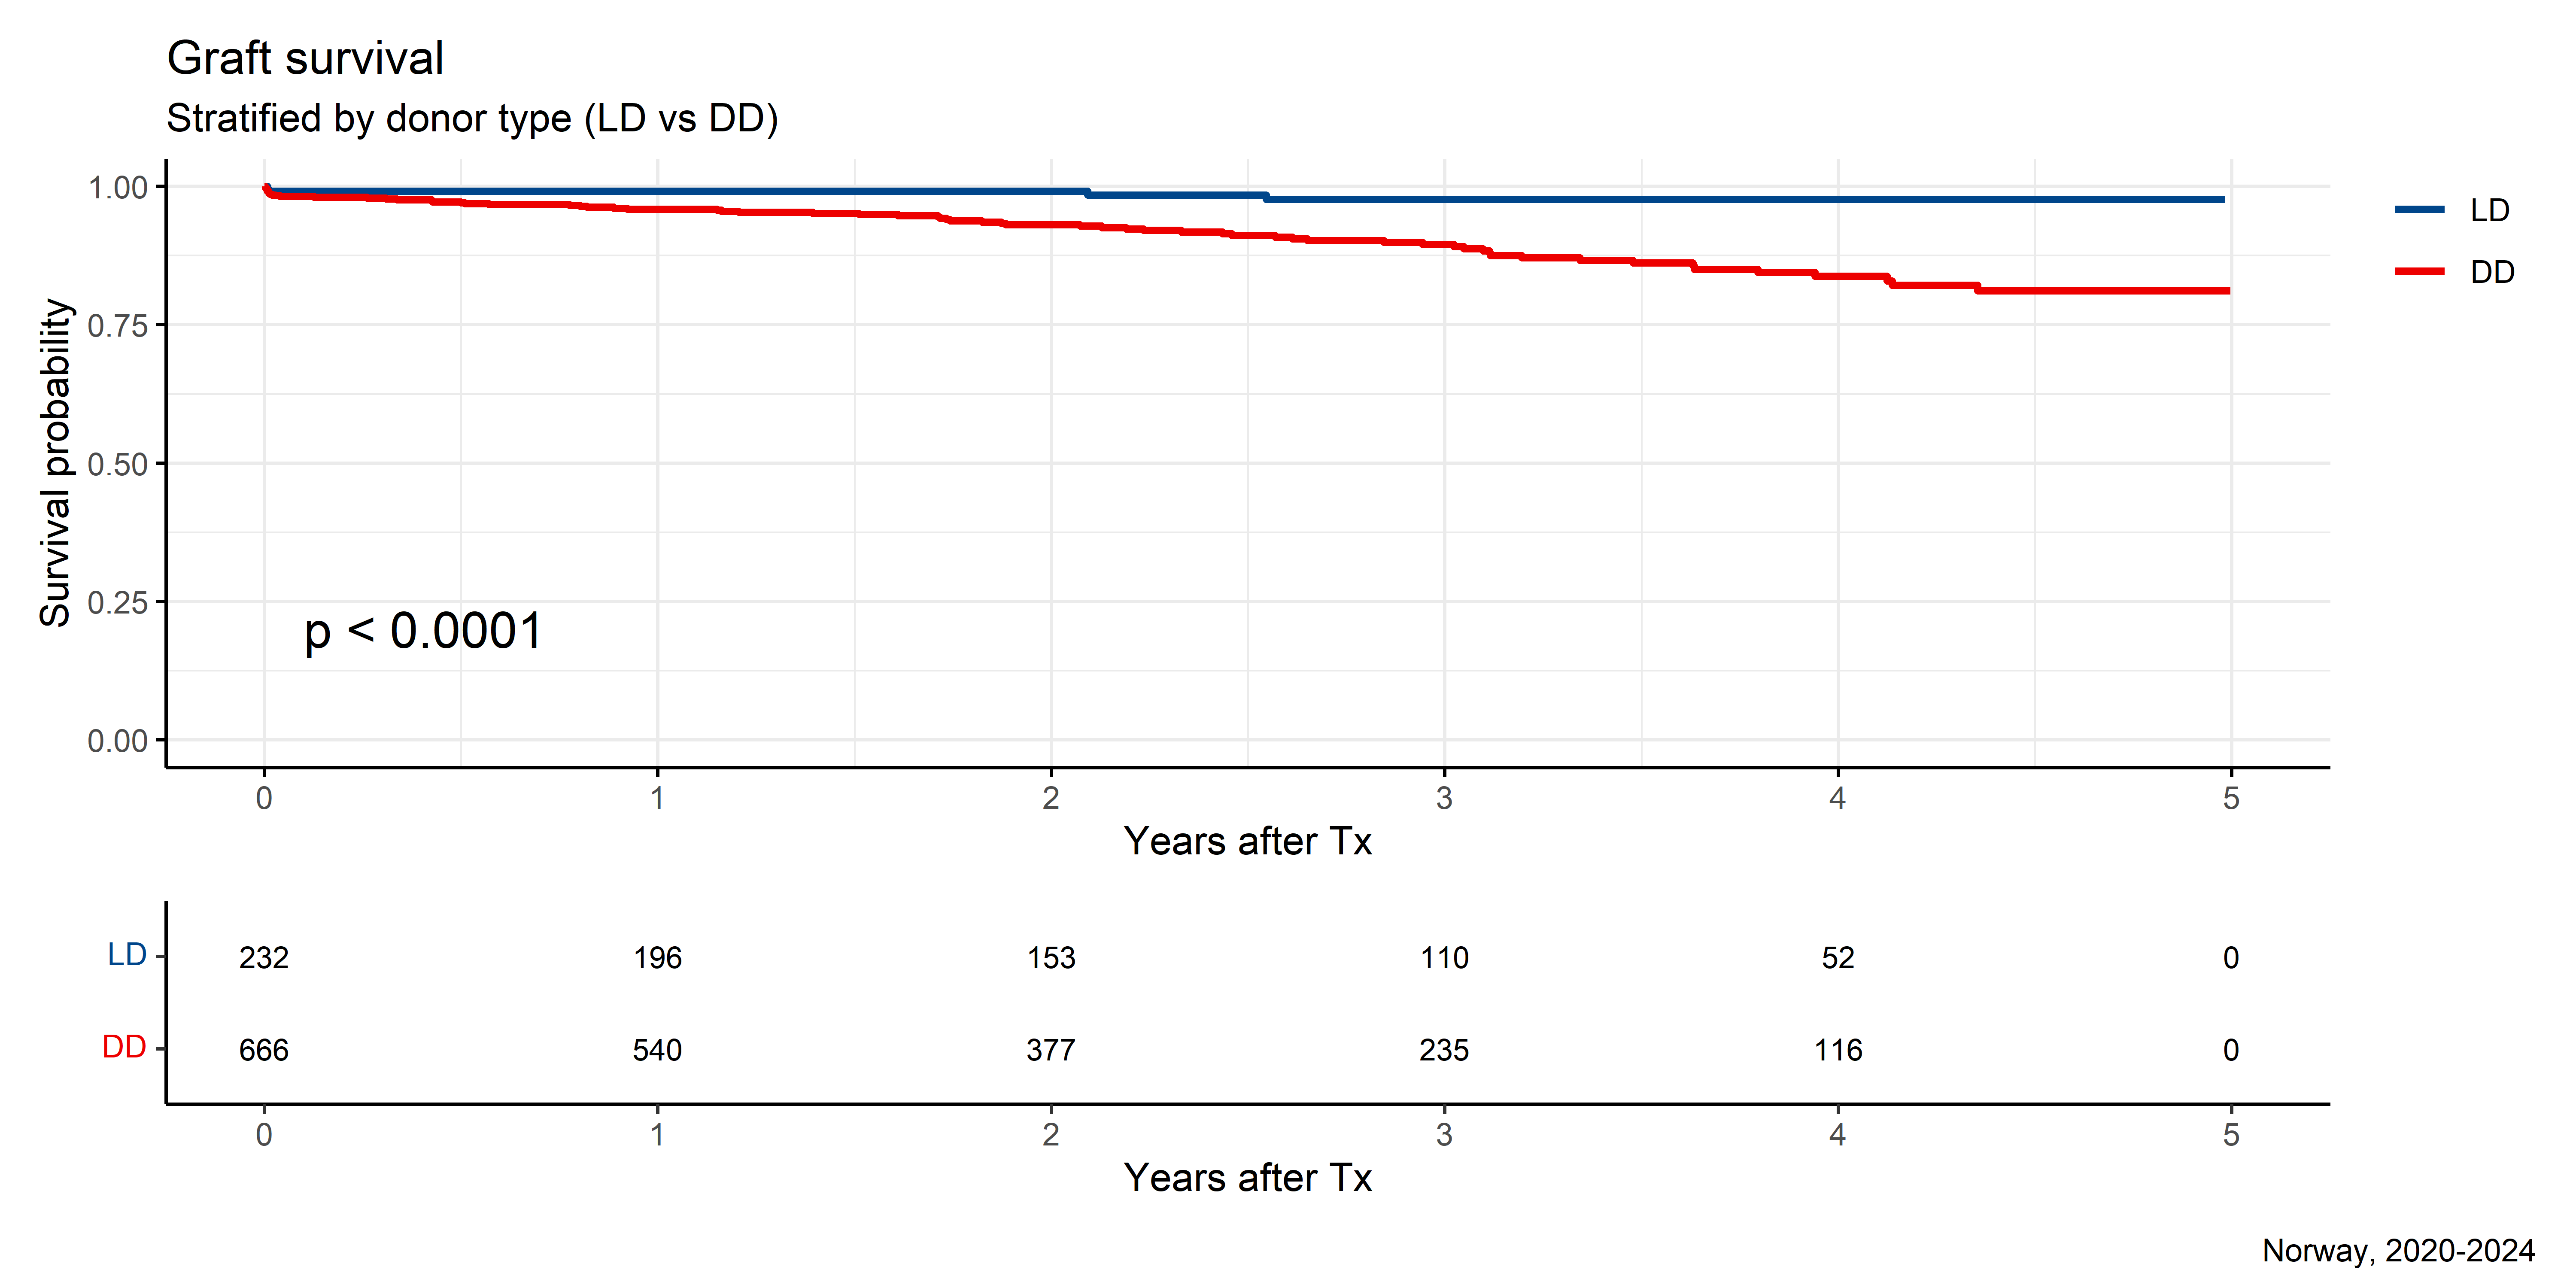 Graft survival
Stratified by donor type (LD vs DD)
Survival probability
1.00
0.75
0.50
0.25
0.00
p < 0.0001
LD
DD
0 1 2 3 4 5
Years after Tx
LD 232 196 153 110 52 0
DD 666 540 377 235 116 0
0 1 2 3 4 5
Years after Tx
Norway, 2020-2024